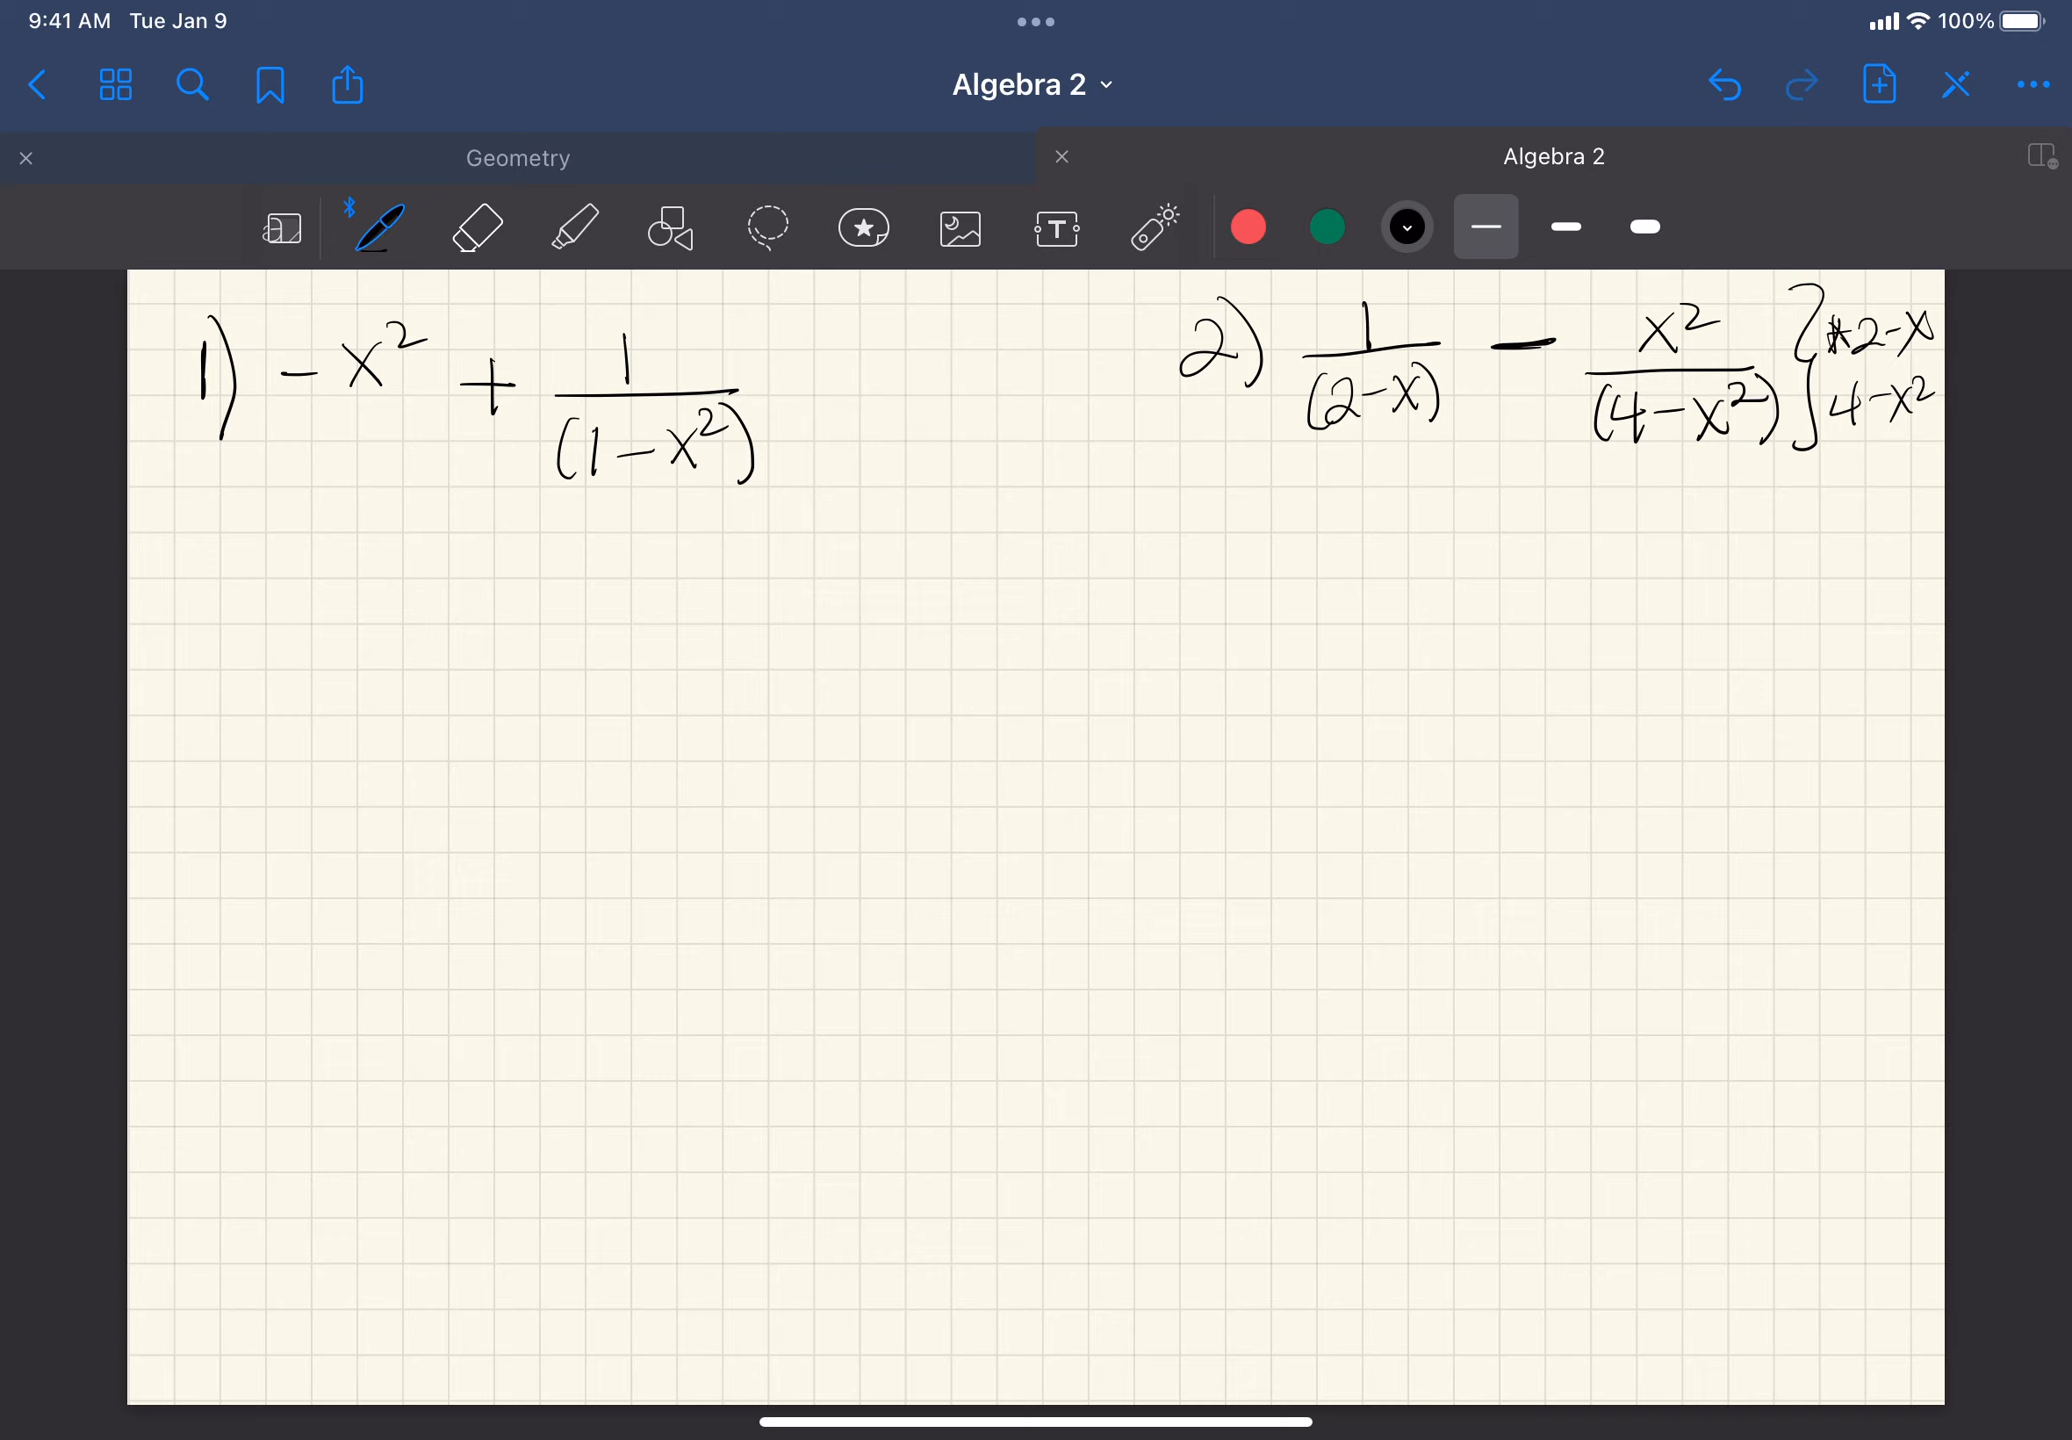 9:41 AM Tue Jan 9
100%
Algebra 2
Geometry
Algebra 2
T
1) -x² + 1/(1-x²)
2) 1/(2-x) - x²/(4-x²)
2-x
4-x²